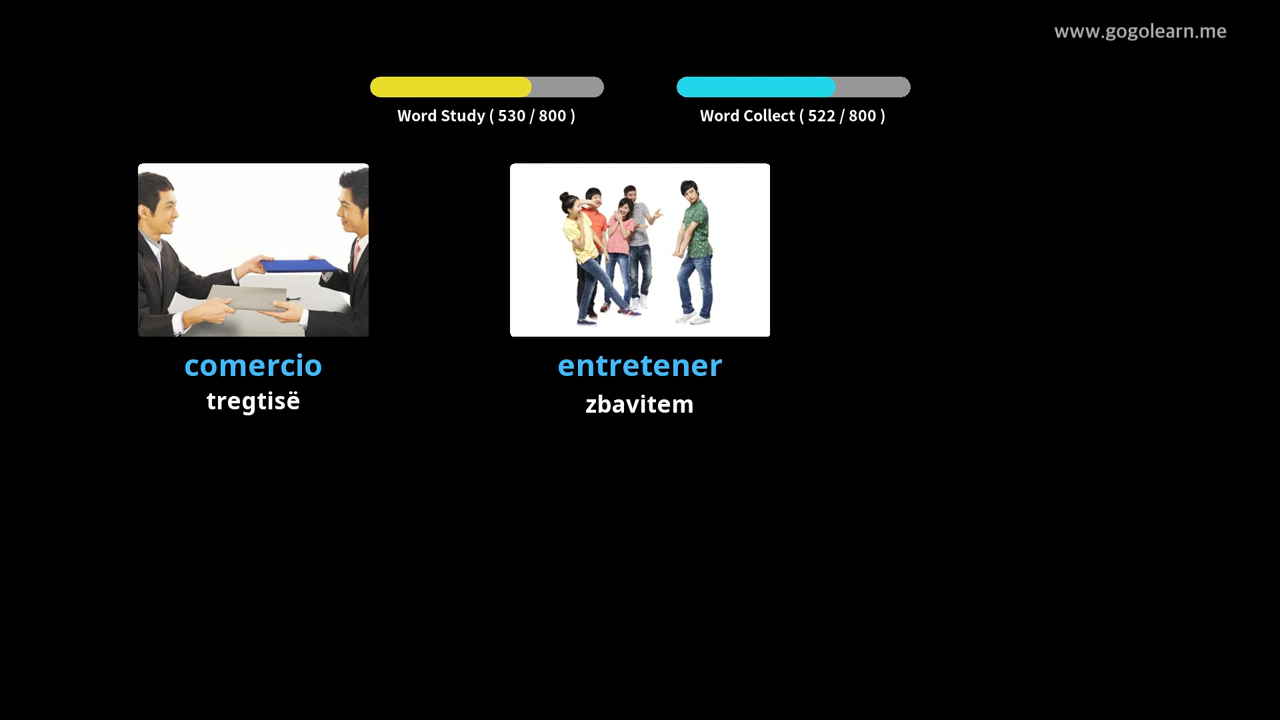 www.gogolearn.me
Word Study ( 530 / 800 )
Word Collect ( 522 / 800 )
comercio
tregtisë
entretener
zbavitem